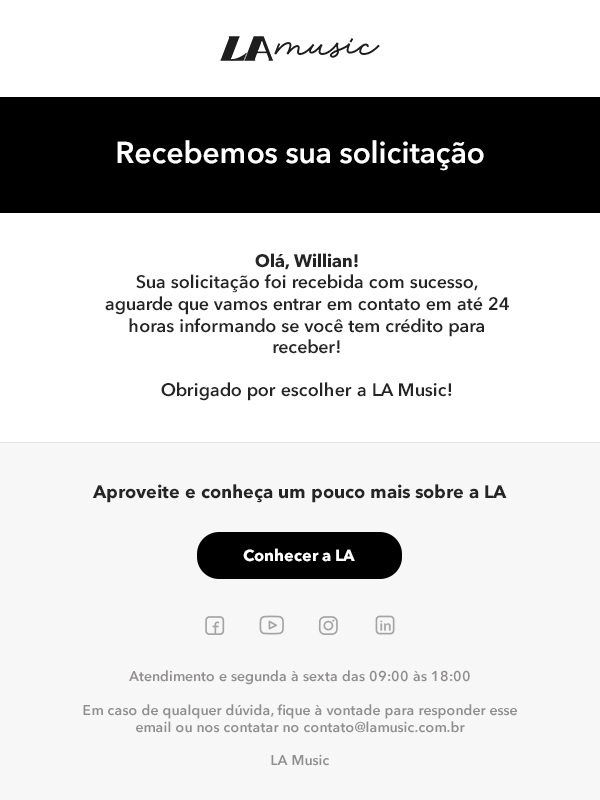 LA music
Recebemos sua solicitação
Olá, Willian!
Sua solicitação foi recebida com sucesso,
aguarde que vamos entrar em contato em até 24
horas informando se você tem crédito para
receber!
Obrigado por escolher a LA Music!
Aproveite e conheça um pouco mais sobre a LA
Conhecer a LA
Atendimento e segunda à sexta das 09:00 às 18:00
Em caso de qualquer dúvida, fique à vontade para responder esse
email ou nos contatar no contato@lamusic.com.br
LA Music